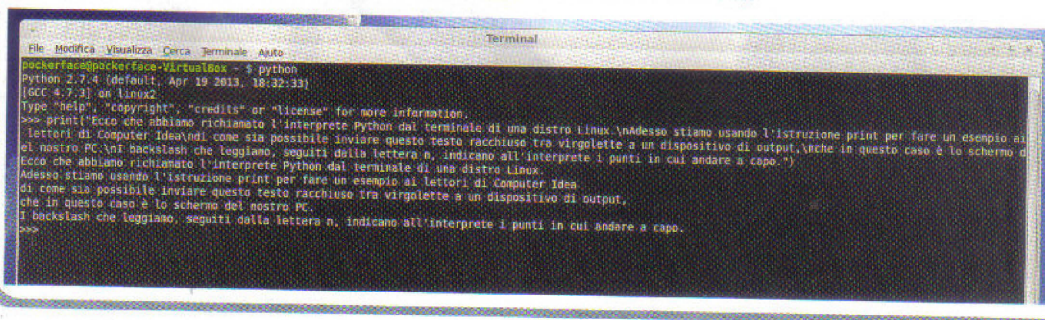 Terminal
File Modifica Visualizza Cerca Terminale Aiuto
pockerface@pockerface-VirtualBox ~ $ python
Python 2.7.4 (default, Apr 19 2013, 18:32:33)
[GCC 4.7.3] on linux2
Type "help", "copyright", "credits" or "license" for more information.
>>> print("Ecco che abbiamo richiamato l'interprete Python dal terminale di una distro Linux.\nAdesso stiamo usando l'istruzione print per fare un esempio ai
lettori di Computer Idea\ndi come sia possibile inviare questo testo racchiuso tra virgolette a un dispositivo di output,\nche in questo caso è lo schermo d
el nostro PC.\nI backslash che leggiamo, seguiti dalla lettera n, indicano all'interprete i punti in cui andare a capo.")
Ecco che abbiamo richiamato l'interprete Python dal terminale di una distro Linux.
Adesso stiamo usando l'istruzione print per fare un esempio ai lettori di Computer Idea
di come sia possibile inviare questo testo racchiuso tra virgolette a un dispositivo di output,
che in questo caso è lo schermo del nostro PC.
I backslash che leggiamo, seguiti dalla lettera n, indicano all'interprete i punti in cui andare a capo.
>>>